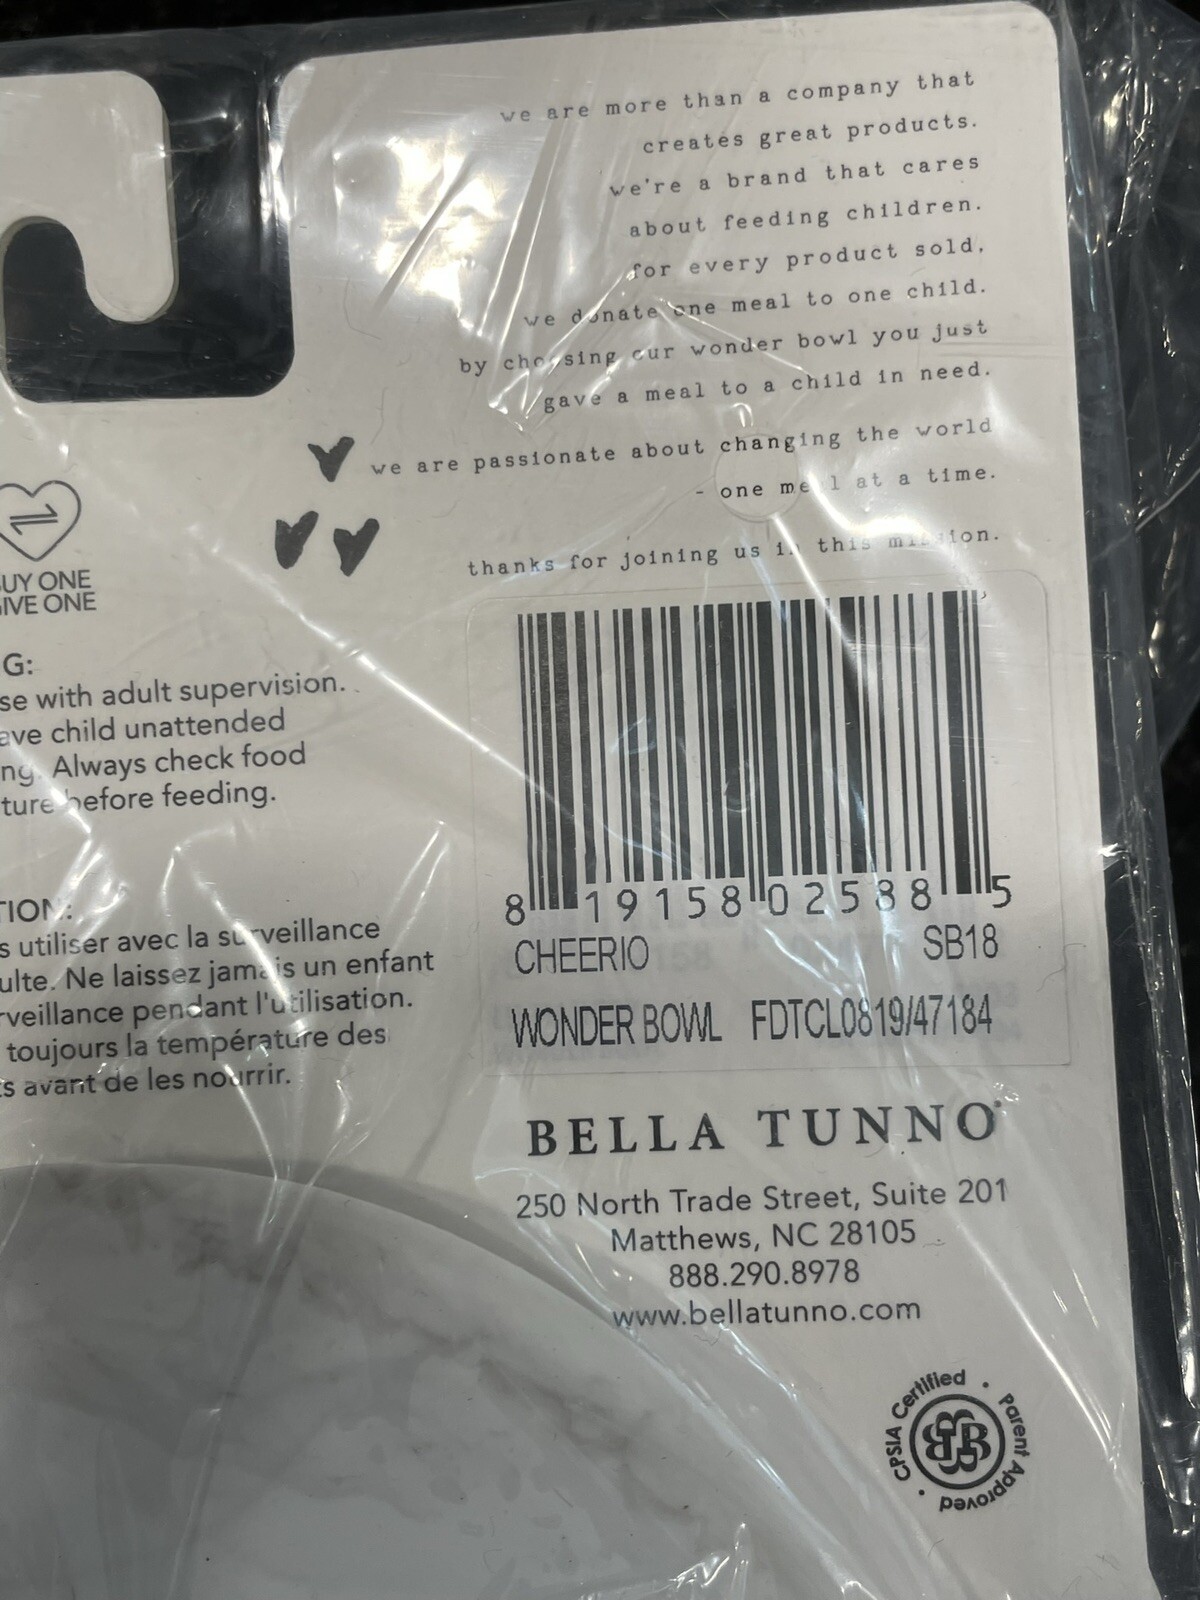 we are more than a company that
creates great products.
we're a brand that cares
about feeding children.
for every product sold,
we donate one meal to one child.
by choosing our wonder bowl you just
gave a meal to a child in need.
we are passionate about changing the world
- one meal at a time.
thanks for joining us in this mission.
UY ONE
IVE ONE
G:
se with adult supervision.
ave child unattended
ng. Always check food
ture before feeding.
TION:
s utiliser avec la surveillance
ulte. Ne laissez jamais un enfant
rveillance pendant l'utilisation.
toujours la température des
s avant de les nourrir.
8 19158 02588 5
CHEERIO SB18
WONDER BOWL FDTCL0819/47184
BELLA TUNNO®
250 North Trade Street, Suite 201
Matthews, NC 28105
888.290.8978
www.bellatunno.com
CPSIA Certified • Parent Approved •